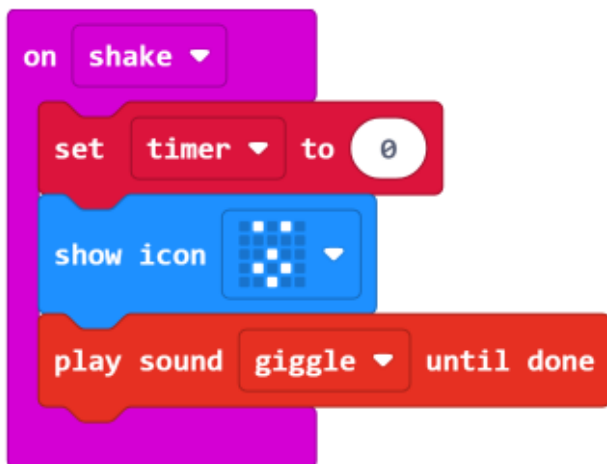 on shake
set timer to 0
show icon
play sound giggle until done